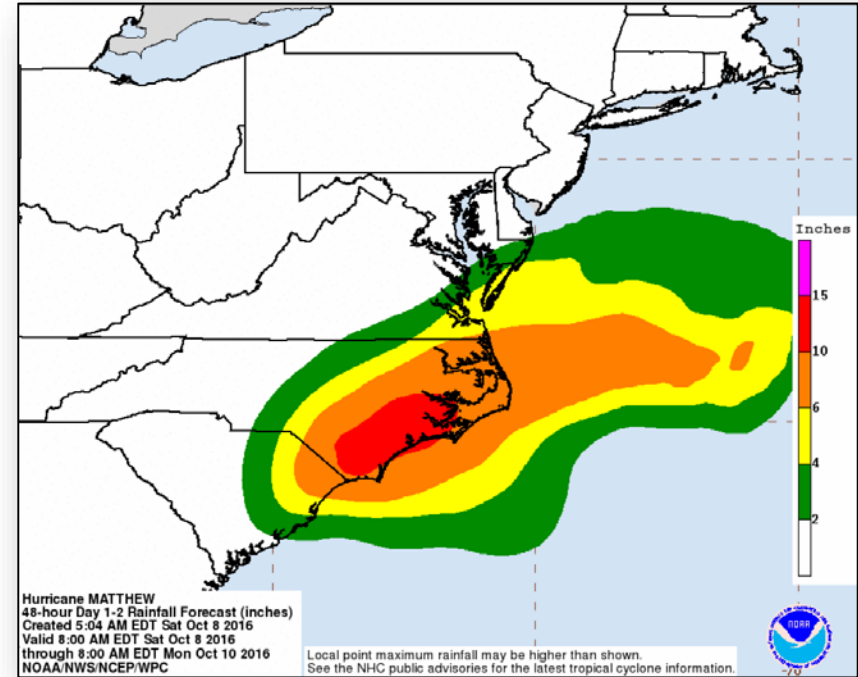 Inches
15
10
6
4
2
Hurricane MATTHEW
48-hour Day 1-2 Rainfall Forecast (inches)
Created 5:04 AM EDT Sat Oct 8 2016
Valid 8:00 AM EDT Sat Oct 8 2016
through 8:00 AM EDT Mon Oct 10 2016
NOAA/NWS/NCEP/WPC
Local point maximum rainfall may be higher than shown.
See the NHC public advisories for the latest tropical cyclone information.
NOAA
-70